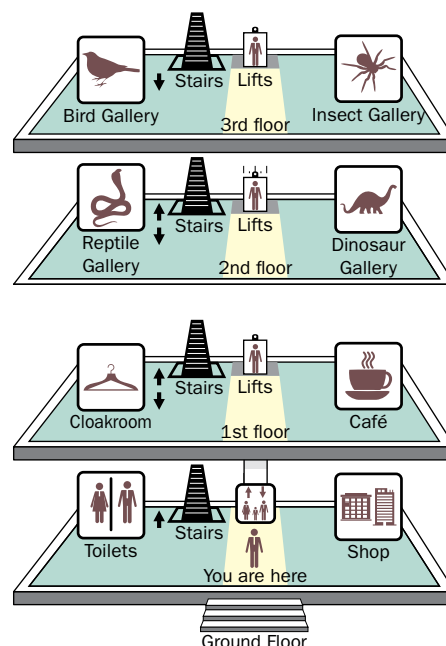 Stairs Lifts
Bird Gallery Insect Gallery
3rd floor
Stairs Lifts
Reptile Dinosaur
Gallery Gallery
2nd floor
Stairs Lifts
Cloakroom Café
1st floor
Stairs
Toilets Shop
You are here
Ground Floor